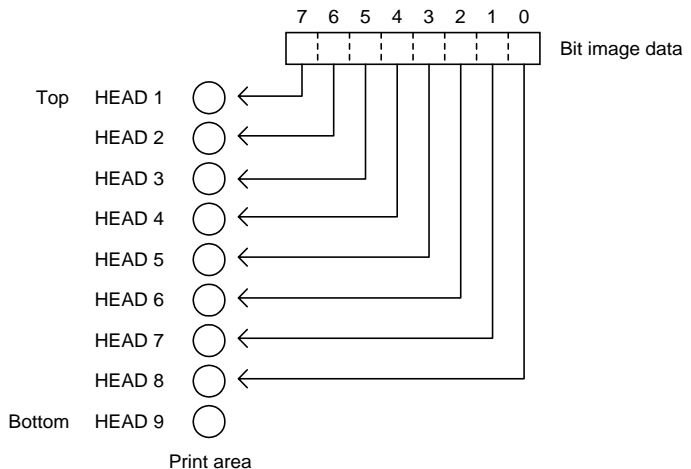 7 6 5 4 3 2 1 0
Bit image data
Top HEAD 1
HEAD 2
HEAD 3
HEAD 4
HEAD 5
HEAD 6
HEAD 7
HEAD 8
Bottom HEAD 9
Print area